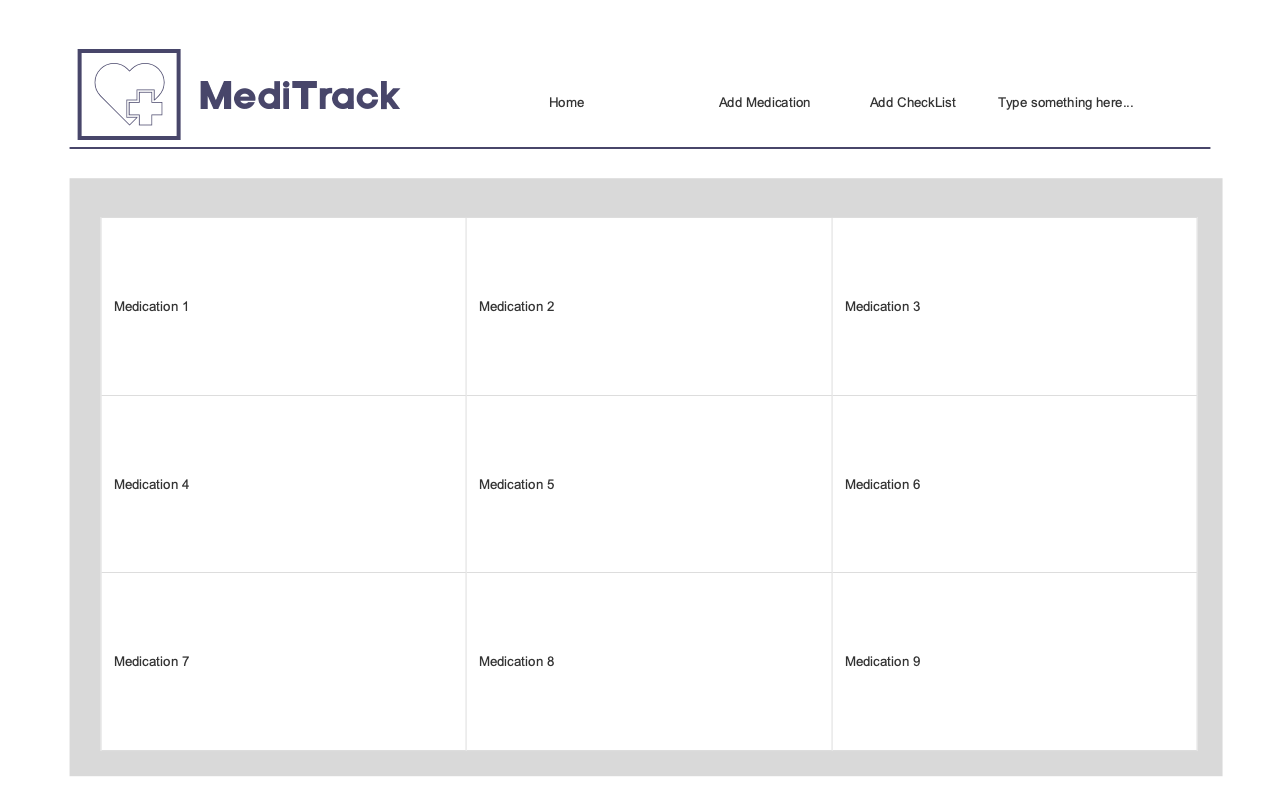 MediTrack
Home
Add Medication
Add CheckList
Type something here...
Medication 1
Medication 2
Medication 3
Medication 4
Medication 5
Medication 6
Medication 7
Medication 8
Medication 9